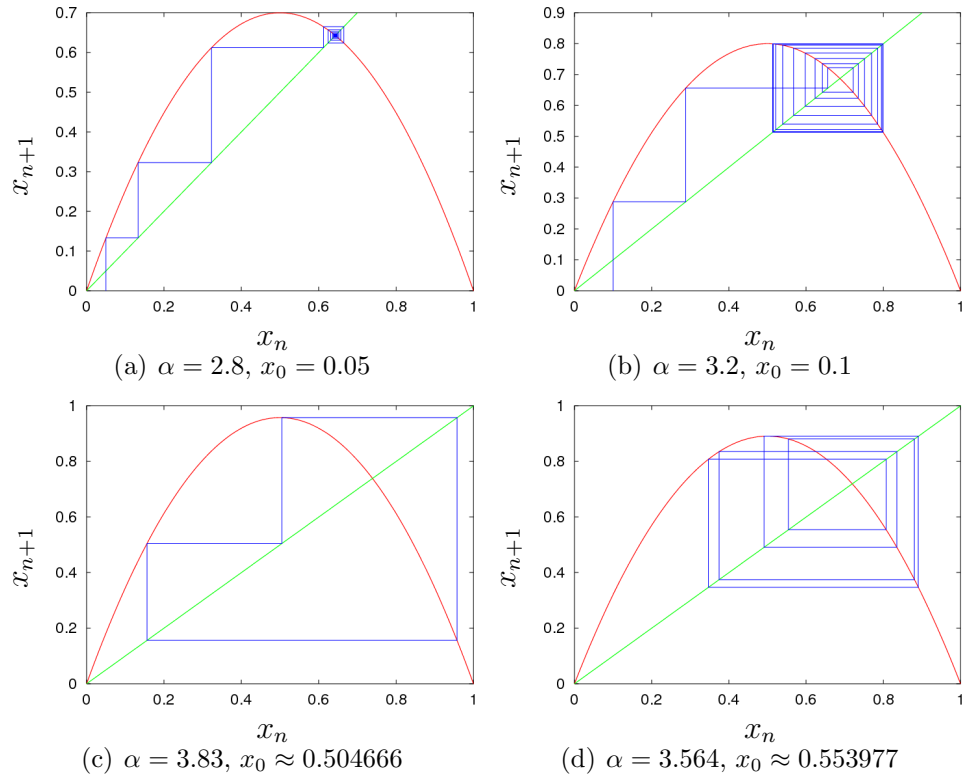 0.7
0.6
0.5
0.4
0.3
0.2
0.1
0
0 0.2 0.4 0.6 0.8 1
x_{n+1}
x_n
(a) α = 2.8, x_0 = 0.05
0.9
0.8
0.7
0.6
0.5
0.4
0.3
0.2
0.1
0
0 0.2 0.4 0.6 0.8 1
x_{n+1}
x_n
(b) α = 3.2, x_0 = 0.1
1
0.8
0.6
0.4
0.2
0
0 0.2 0.4 0.6 0.8 1
x_{n+1}
x_n
(c) α = 3.83, x_0 ≈ 0.504666
1
0.8
0.6
0.4
0.2
0
0 0.2 0.4 0.6 0.8 1
x_{n+1}
x_n
(d) α = 3.564, x_0 ≈ 0.553977